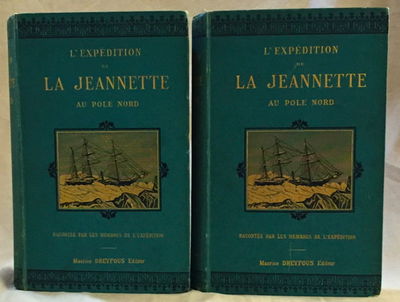 L'EXPÉDITION
DE
LA JEANNETTE
AU POLE NORD
RACONTÉE PAR LES MEMBRES DE L'EXPÉDITION
Maurice DREYFOUS Éditeur
L'EXPÉDITION
DE
LA JEANNETTE
AU POLE NORD
RACONTÉE PAR LES MEMBRES DE L'EXPÉDITION
Maurice DREYFOUS Éditeur